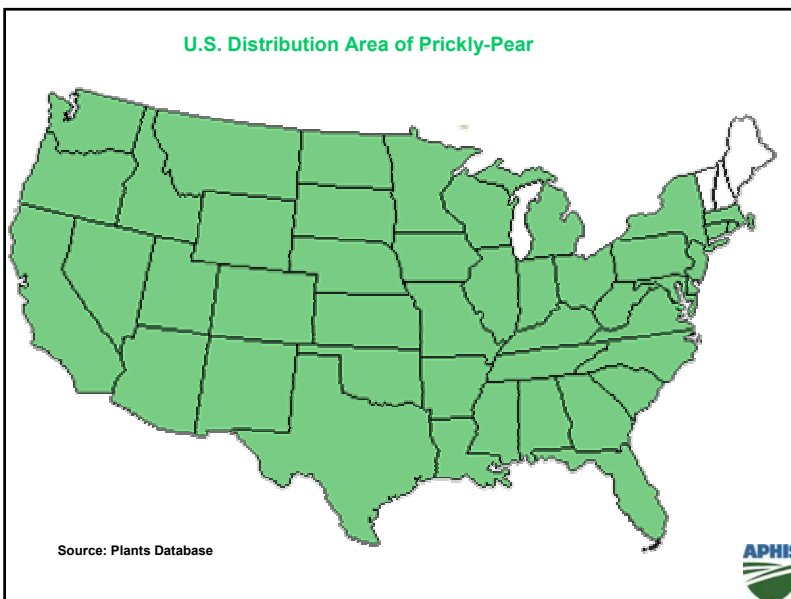 U.S. Distribution Area of Prickly-Pear
Source: Plants Database
APHIS